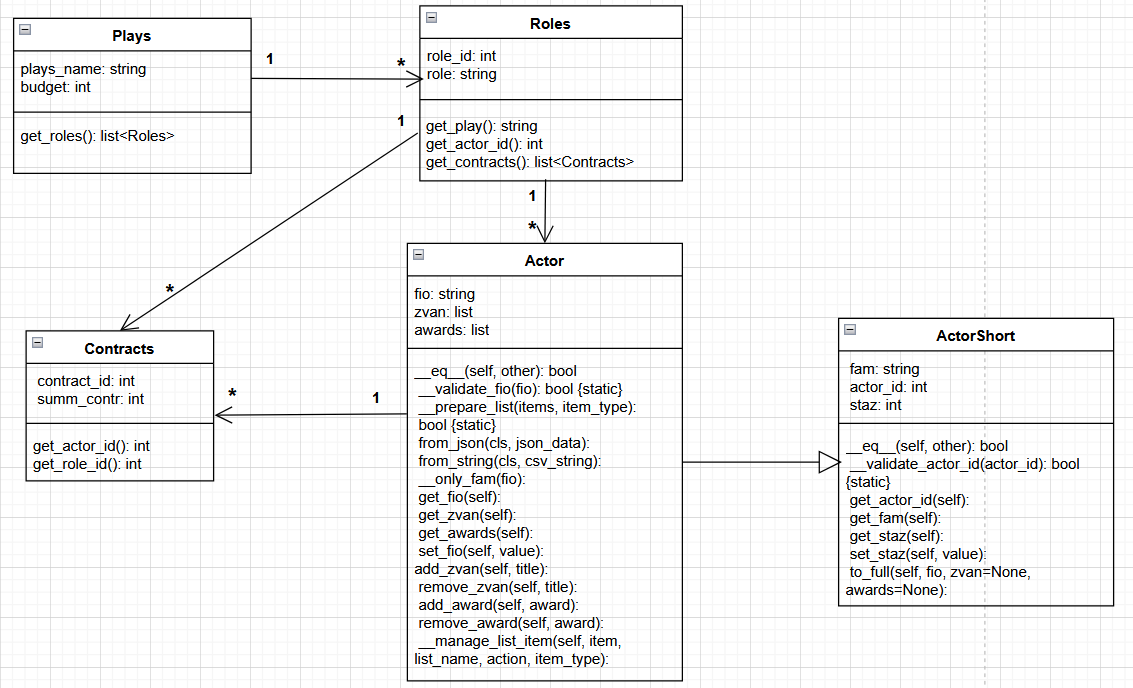 Plays
plays_name: string
budget: int
get_roles(): list<Roles>
1
*
Roles
role_id: int
role: string
get_play(): string
get_actor_id(): int
get_contracts(): list<Contracts>
1
*
1
*
Actor
fio: string
zvan: list
awards: list
__eq__(self, other): bool
__validate_fio(fio): bool {static}
__prepare_list(items, item_type):
bool {static}
from_json(cls, json_data):
from_string(cls, csv_string):
__only_fam(fio):
get_fio(self):
get_zvan(self):
get_awards(self):
set_fio(self, value):
add_zvan(self, title):
remove_zvan(self, title):
add_award(self, award):
remove_award(self, award):
__manage_list_item(self, item,
list_name, action, item_type):
Contracts
contract_id: int
summ_contr: int
get_actor_id(): int
get_role_id(): int
*
1
ActorShort
fam: string
actor_id: int
staz: int
__eq__(self, other): bool
__validate_actor_id(actor_id): bool
{static}
get_actor_id(self):
get_fam(self):
get_staz(self):
set_staz(self, value):
to_full(self, fio, zvan=None,
awards=None):